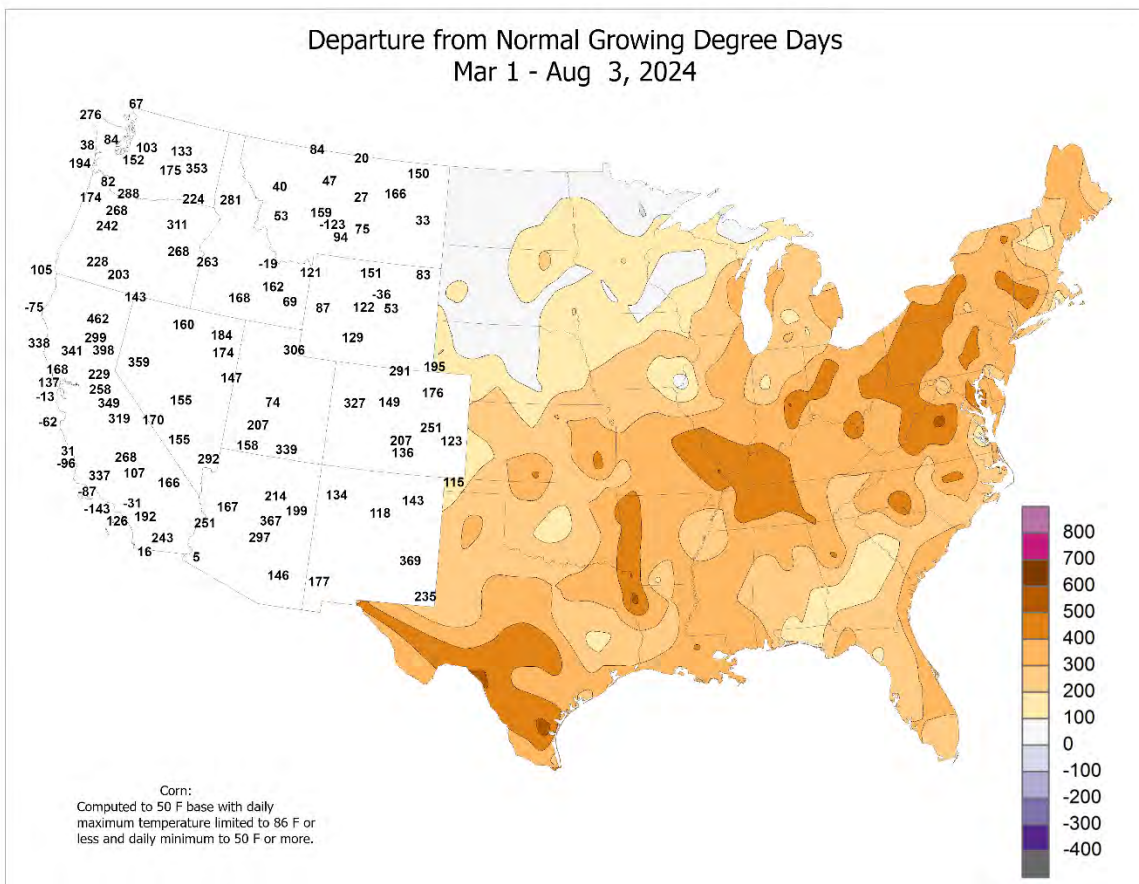 Departure from Normal Growing Degree Days
Mar 1 - Aug 3, 2024
67
276
38 84 103 133 84 20
194 152 175 353 150
82 40 47 27 166
174 288 224 281
268 53 159 33
242 311 -123 75
94
268 263
228 -19
105 203 121 151 83
143 162 -36
-75 168 69 87 122 53
462 160
338 299 184 129
341 398 359 174 306
168 229 147 291 195
137 258 176
-13 349 155 74 327 149
-62 319 170 207 251
155 158 339 207 123
31 292 136
-96 268
337 107 166 115
-87 214 134 143
-143 -31 167 199 118
126 192 251 367
243 297
16 5 369
146 177
235
800
700
600
500
400
300
200
100
0
-100
-200
-300
-400
Corn:
Computed to 50 F base with daily
maximum temperature limited to 86 F or
less and daily minimum to 50 F or more.